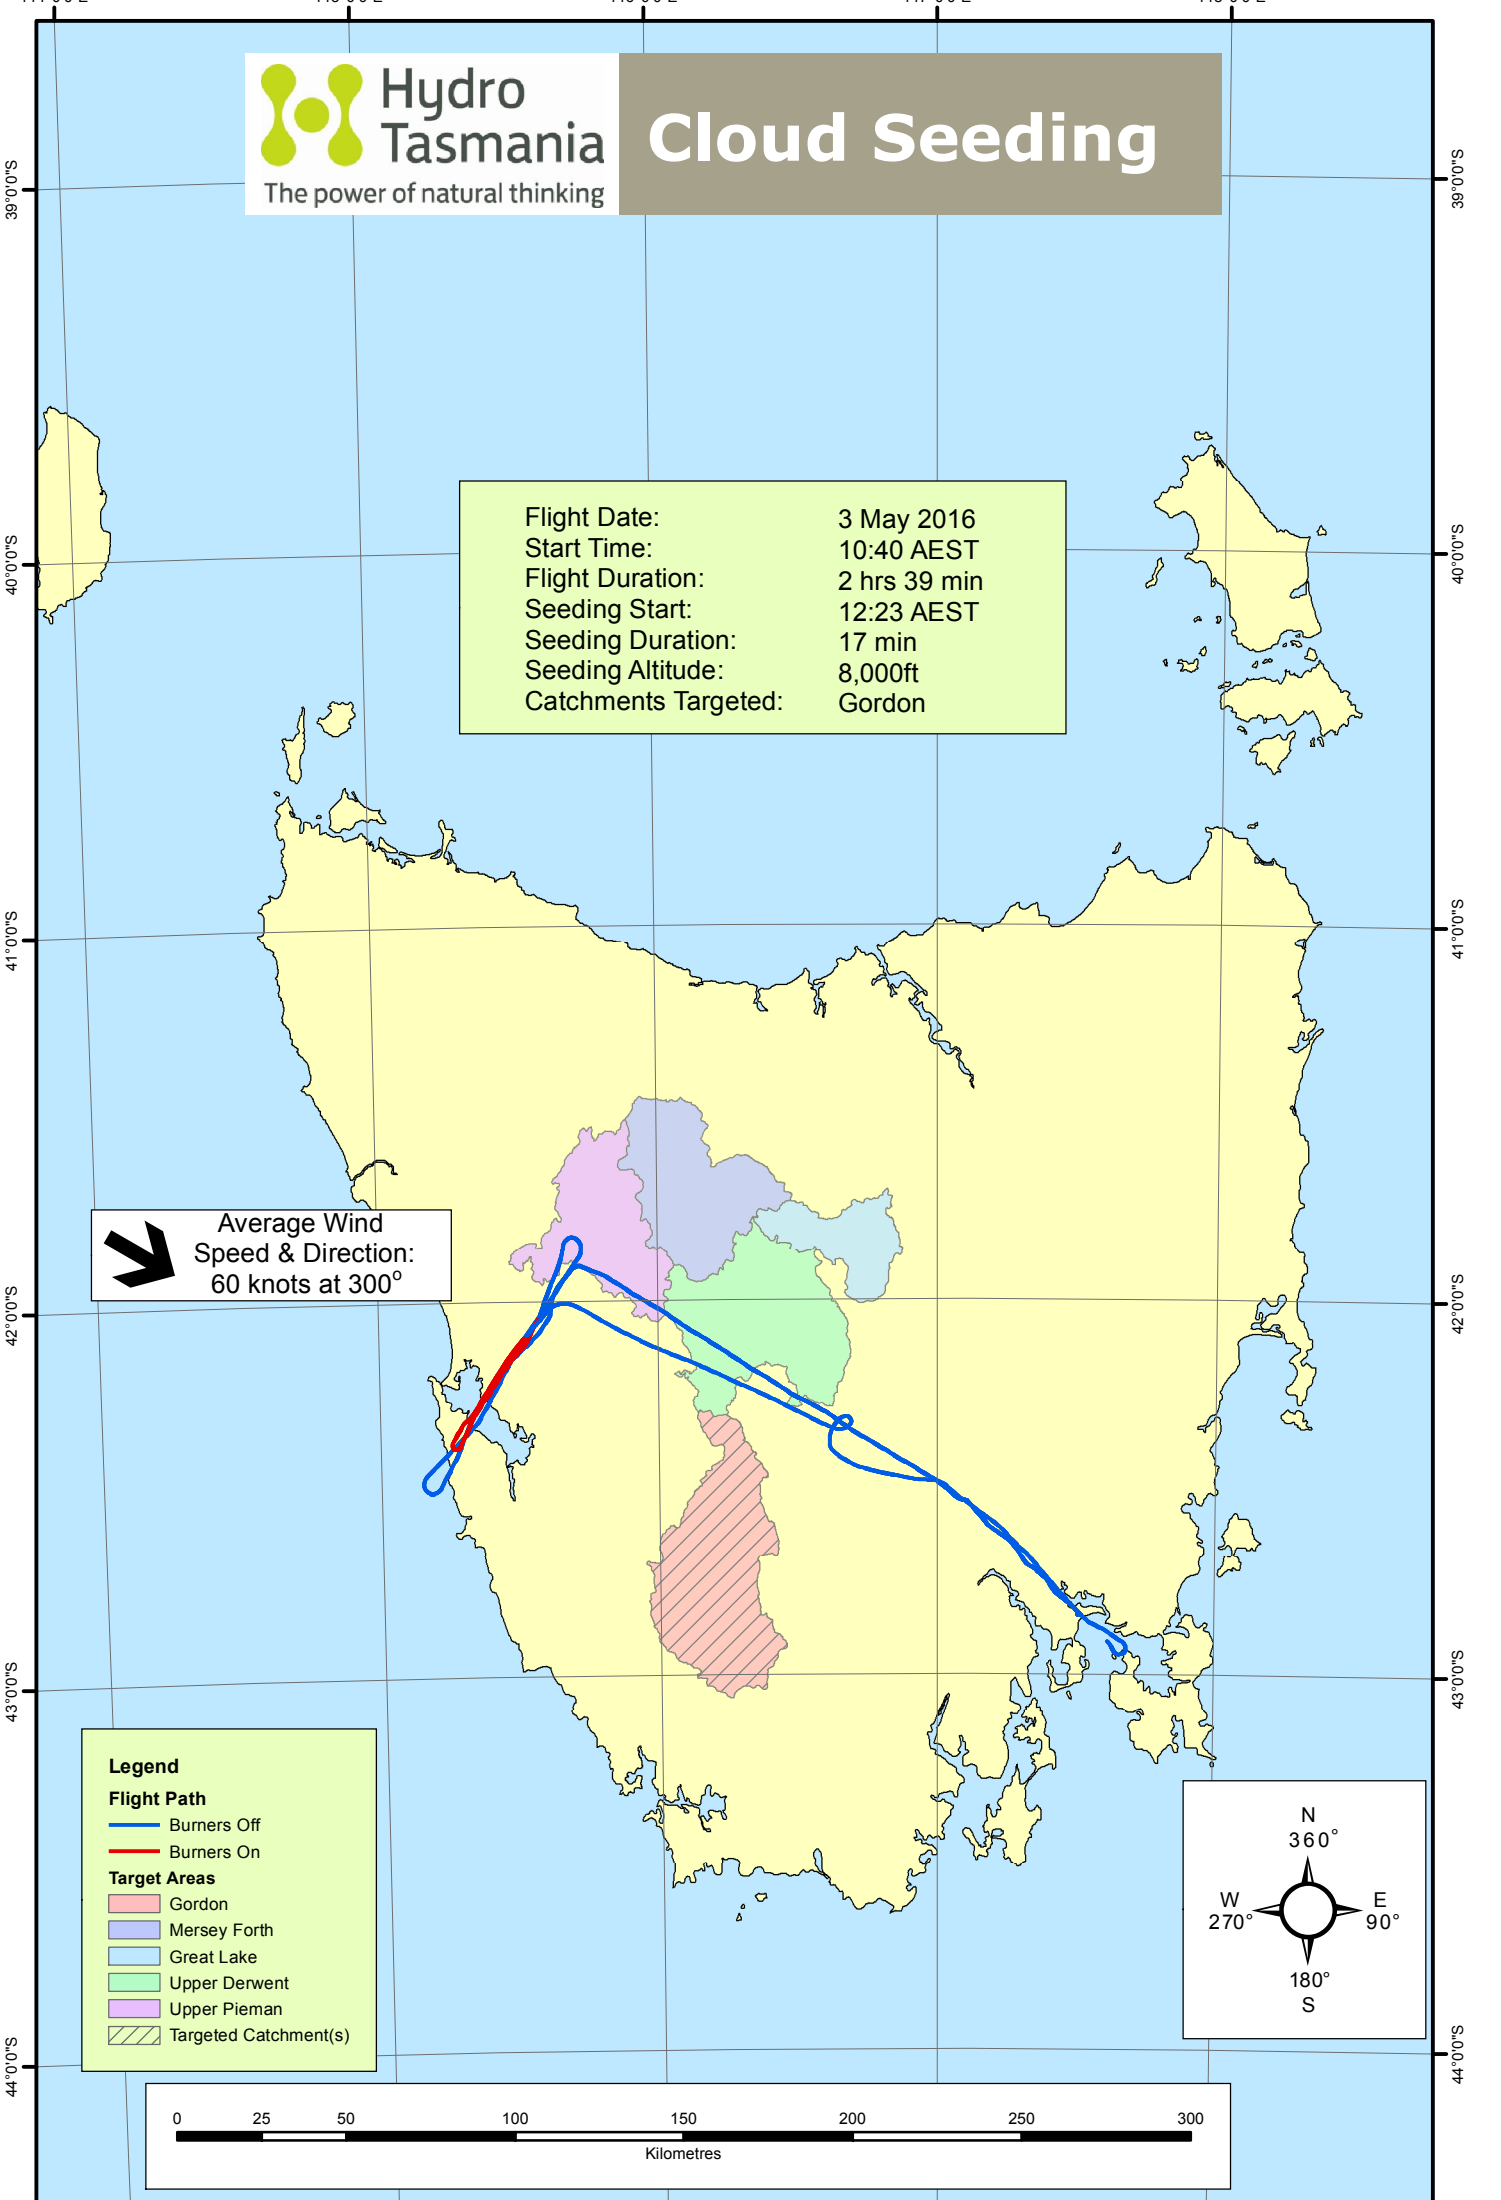 Hydro
Tasmania
The power of natural thinking
Cloud Seeding
39°0'0"S
39°0'0"S
Flight Date: 3 May 2016
Start Time: 10:40 AEST
Flight Duration: 2 hrs 39 min
Seeding Start: 12:23 AEST
Seeding Duration: 17 min
Seeding Altitude: 8,000ft
Catchments Targeted: Gordon
40°0'0"S
40°0'0"S
41°0'0"S
41°0'0"S
Average Wind
Speed & Direction:
60 knots at 300°
42°0'0"S
42°0'0"S
43°0'0"S
43°0'0"S
Legend
Flight Path
Burners Off
Burners On
Target Areas
Gordon
Mersey Forth
Great Lake
Upper Derwent
Upper Pieman
Targeted Catchment(s)
N
360°
W
270°
E
90°
180°
S
44°0'0"S
44°0'0"S
0 25 50 100 150 200 250 300
Kilometres